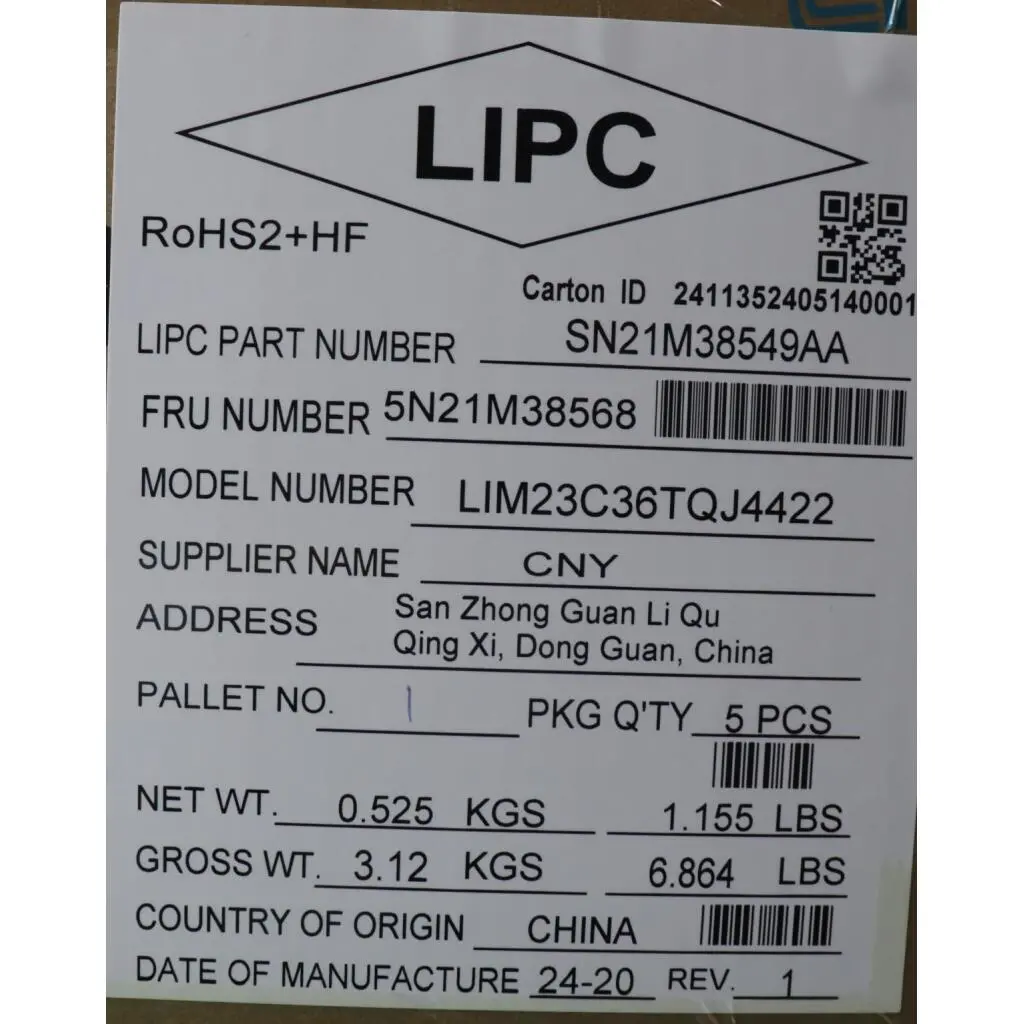 LIPC
RoHS2+HF
Carton ID 2411352405140001
LIPC PART NUMBER SN21M38549AA
FRU NUMBER 5N21M38568
MODEL NUMBER LIM23C36TQJ4422
SUPPLIER NAME CNY
ADDRESS San Zhong Guan Li Qu
Qing Xi, Dong Guan, China
PALLET NO. 1 PKG Q'TY 5 PCS
NET WT. 0.525 KGS 1.155 LBS
GROSS WT. 3.12 KGS 6.864 LBS
COUNTRY OF ORIGIN CHINA
DATE OF MANUFACTURE 24-20 REV. 1